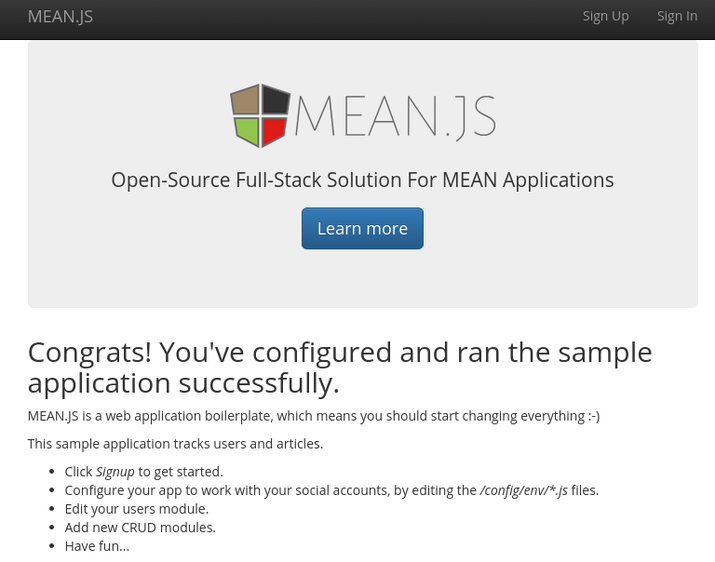 MEAN.JS Sign Up Sign In
MEAN.JS
Open-Source Full-Stack Solution For MEAN Applications
Learn more
Congrats! You've configured and ran the sample
application successfully.
MEAN.JS is a web application boilerplate, which means you should start changing everything :-)
This sample application tracks users and articles.
• Click Signup to get started.
• Configure your app to work with your social accounts, by editing the /config/env/*.js files.
• Edit your users module.
• Add new CRUD modules.
• Have fun...